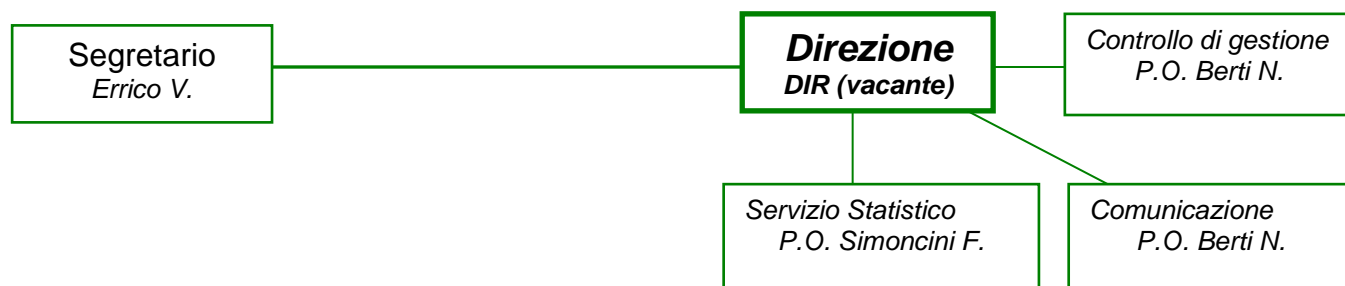 Segretario
Errico V.
Direzione
DIR (vacante)
Controllo di gestione
P.O. Berti N.
Servizio Statistico
P.O. Simoncini F.
Comunicazione
P.O. Berti N.